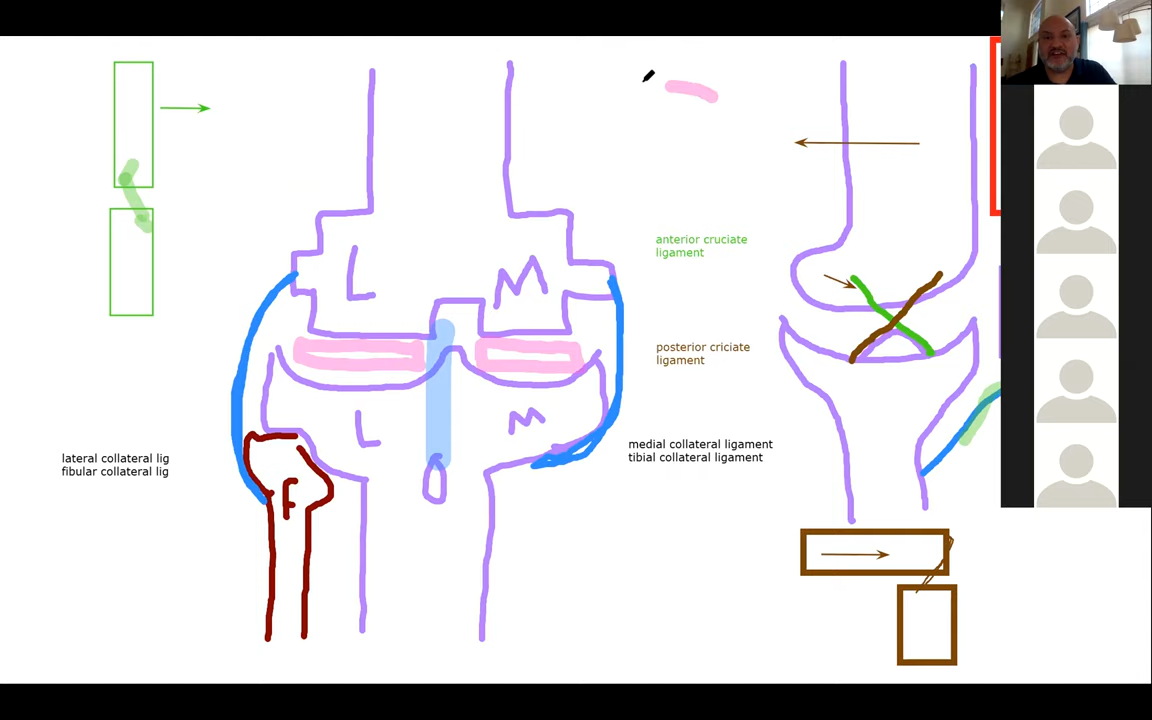 L
M
anterior cruciate
ligament
posterior criciate
ligament
L
M
lateral collateral lig
fibular collateral lig
medial collateral ligament
tibial collateral ligament
F